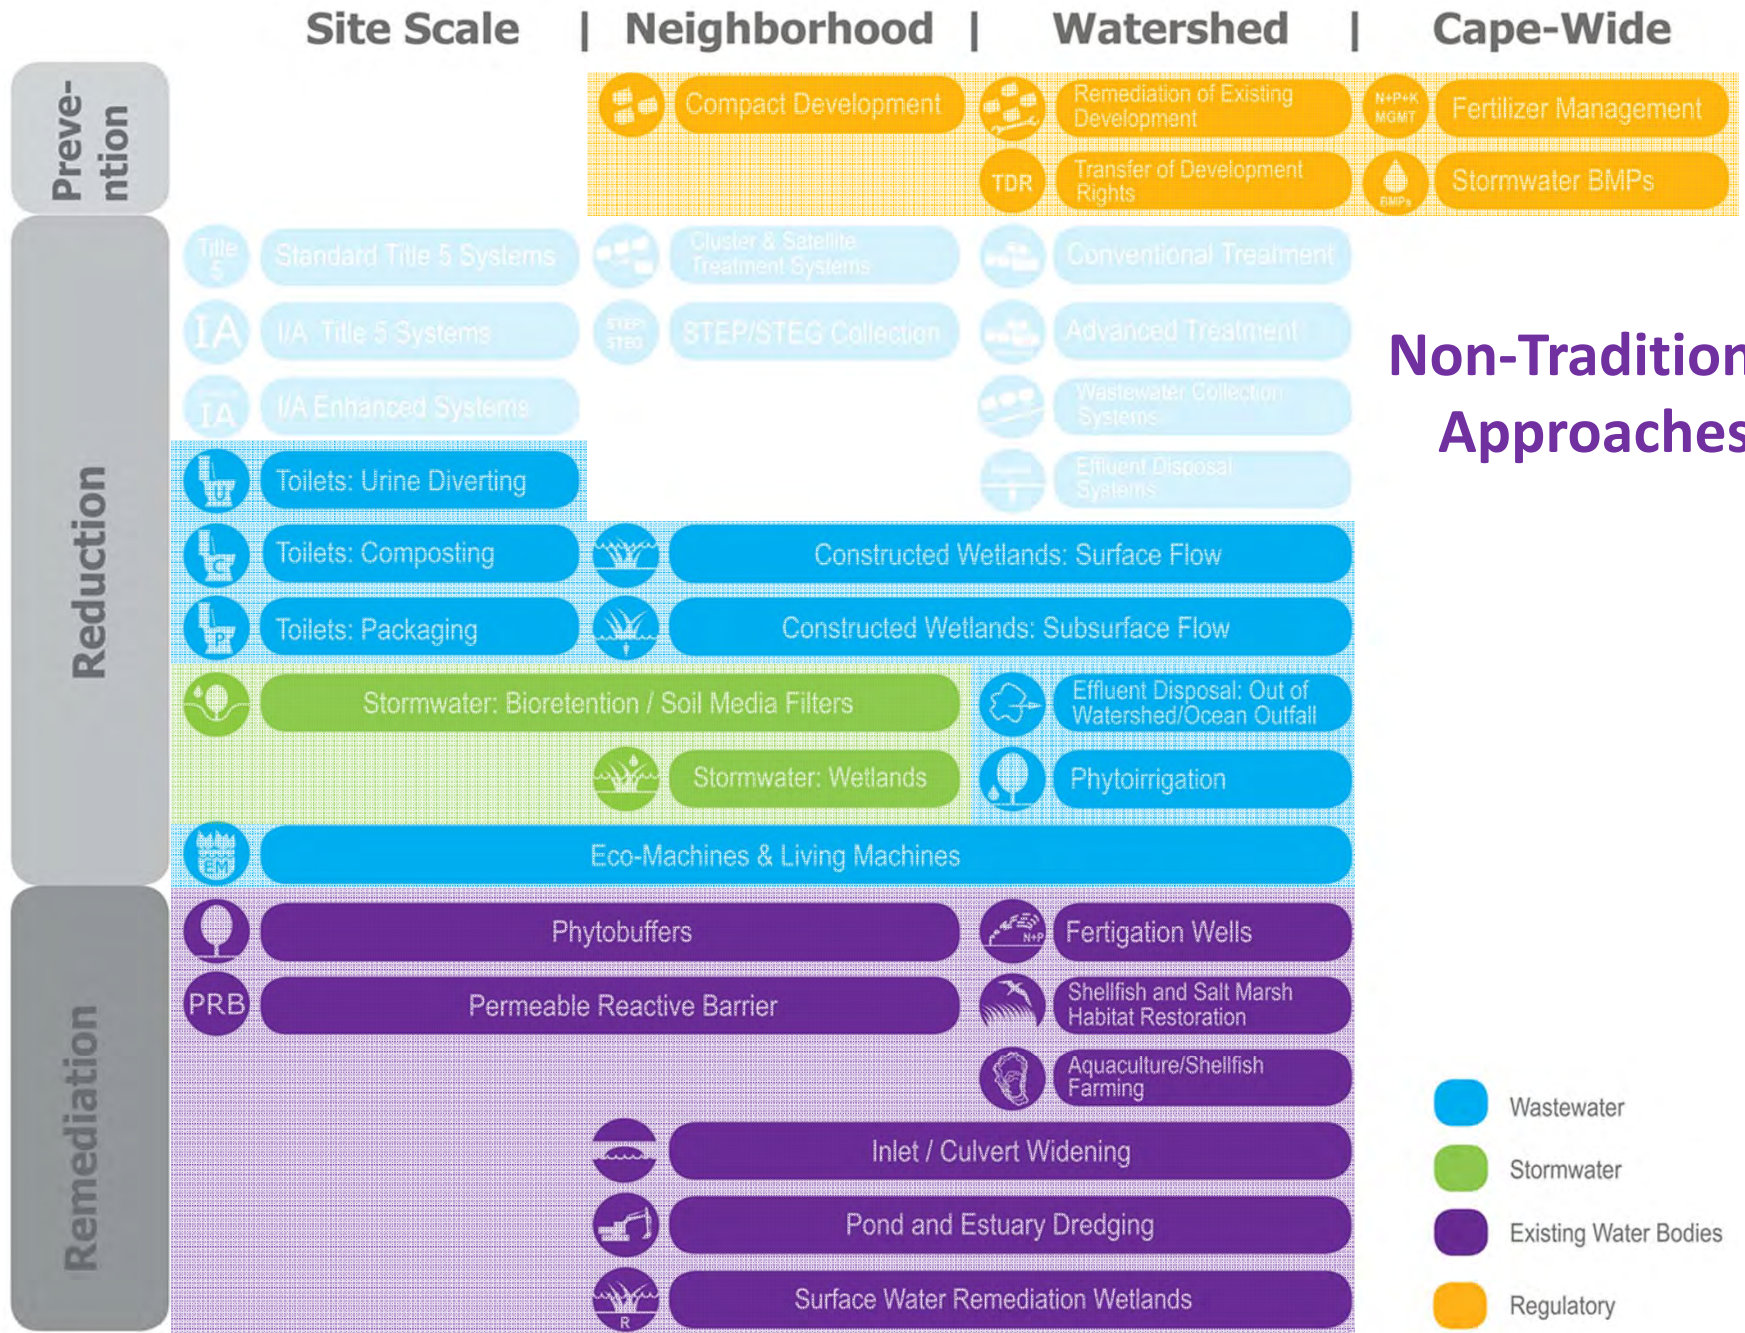 Site Scale | Neighborhood | Watershed | Cape-Wide
Preve-
ntion
Compact Development
Remediation of Existing
Development
N+P+K
MGMT
Fertilizer Management
TDR
Transfer of Development
Rights
BMPs
Stormwater BMPs
Reduction
Title
5
Standard Title 5 Systems
Cluster & Satellite
Treatment Systems
Conventional Treatment
IA
I/A Title 5 Systems
STEP/
STEG
STEP/STEG Collection
Advanced Treatment
Non-Tradition
Approaches
IA
I/A Enhanced Systems
Wastewater Collection
Systems
Toilets: Urine Diverting
Effluent Disposal
Systems
C
Toilets: Composting
Constructed Wetlands: Surface Flow
P
Toilets: Packaging
Constructed Wetlands: Subsurface Flow
Stormwater: Bioretention / Soil Media Filters
Effluent Disposal: Out of
Watershed/Ocean Outfall
Stormwater: Wetlands
Phytoirrigation
EM
Eco-Machines & Living Machines
Remediation
Phytobuffers
N+P
Fertigation Wells
PRB
Permeable Reactive Barrier
Shellfish and Salt Marsh
Habitat Restoration
Aquaculture/Shellfish
Farming
Inlet / Culvert Widening
Pond and Estuary Dredging
R
Surface Water Remediation Wetlands
Wastewater
Stormwater
Existing Water Bodies
Regulatory